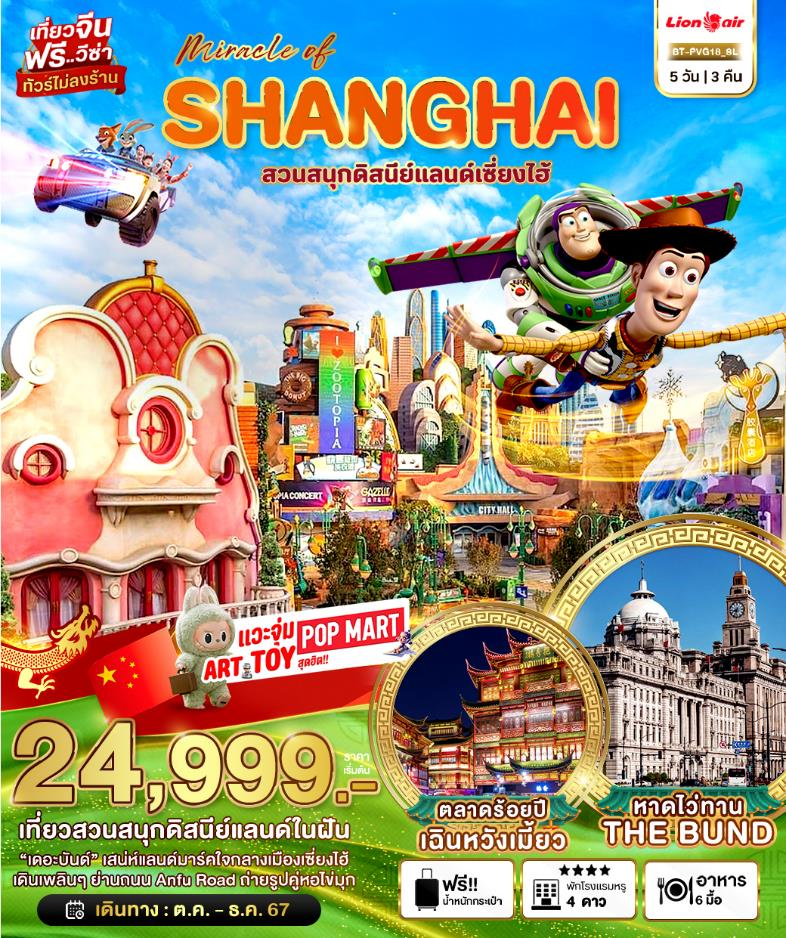 เที่ยวจีน
ฟรี..วีซ่า
ทัวร์ไม่ลงร้าน
Miracle of
SHANGHAI
สวนสนุกดิสนีย์แลนด์เซี่ยงไฮ้
Lion air
BT-PVG18_SL
5 วัน | 3 คืน
THE BIG DONUT
I ZOOTOPIA
PIA CONCERT
GAZELLE
CITY HALL
แวะจุ่ม
ART TOY
สุดฮิต!!
POP MART
24,999.-
ราคา
เริ่มต้น
เที่ยวสวนสนุกดิสนีย์แลนด์ในฝัน
“เดอะบันด์” เสน่ห์แลนด์มาร์คใจกลางเมืองเซี่ยงไฮ้
เดินเพลินๆ ย่านถนน Anfu Road ถ่ายรูปคู่หอไข่มุก
เดินทาง : ต.ค. - ธ.ค. 67
ตลาดร้อยปี
เฉินหวังเมี้ยว
หาดไว่ทาน
THE BUND
ฟรี!!
น้ำหนักกระเป๋า
พักโรงแรมหรู
4 ดาว
อาหาร
6 มื้อ